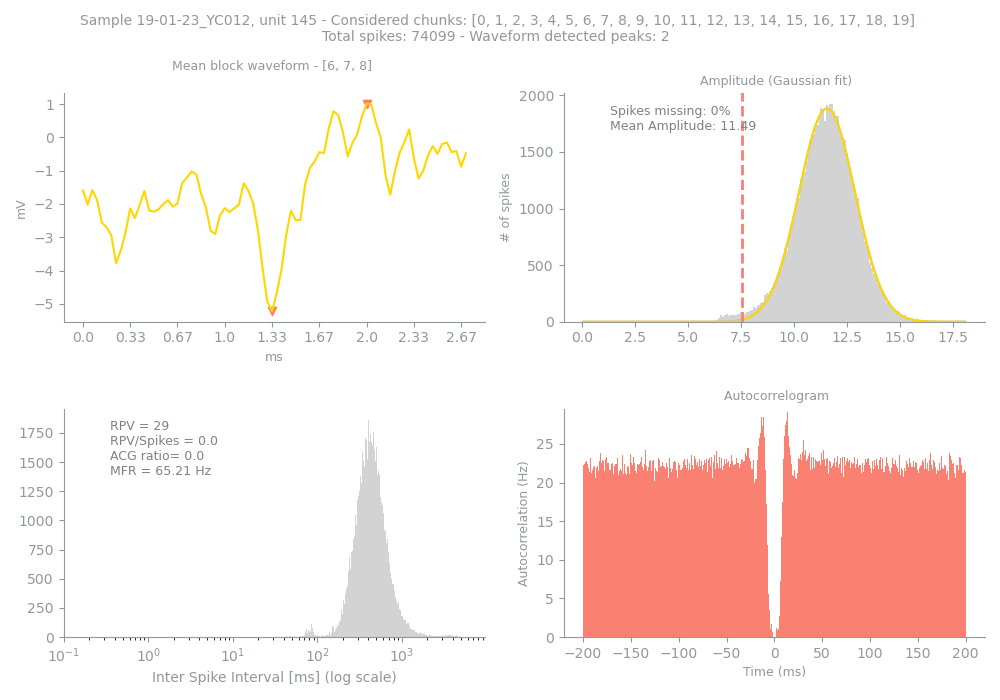 Sample 19-01-23_YC012, unit 145 - Considered chunks: [0, 1, 2, 3, 4, 5, 6, 7, 8, 9, 10, 11, 12, 13, 14, 15, 16, 17, 18, 19]
Total spikes: 74099 - Waveform detected peaks: 2
Mean block waveform - [6, 7, 8]
1
0
−1
−2
−3
−4
−5
mV
0.0 0.33 0.67 1.0 1.33 1.67 2.0 2.33 2.67
ms
Amplitude (Gaussian fit)
Spikes missing: 0%
Mean Amplitude: 11.49
2000
1500
1000
500
0
# of spikes
0.0 2.5 5.0 7.5 10.0 12.5 15.0 17.5
RPV = 29
RPV/Spikes = 0.0
ACG ratio= 0.0
MFR = 65.21 Hz
1750
1500
1250
1000
750
500
250
0
10⁻¹ 10⁰ 10¹ 10² 10³
Inter Spike Interval [ms] (log scale)
Autocorrelogram
25
20
15
10
5
0
Autocorrelation (Hz)
−200 −150 −100 −50 0 50 100 150 200
Time (ms)